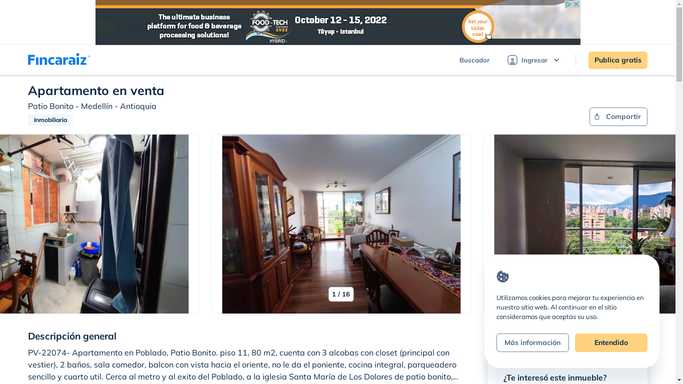 The ultimate business
platform for food & beverage
processing solutions!
FOOD-TECH
HYBRID
October 12 - 15, 2022
Tüyap - Istanbul
Get your
ticket
now!
Fincaraiz
Buscador
Ingresar
Publica gratis
Apartamento en venta
Patio Bonito - Medellín - Antioquia
Inmobiliaria
Compartir
1 / 16
Utilizamos cookies para mejorar tu experiencia en
nuestro sitio web. Al continuar en el sitio
consideramos que aceptas su uso.
Más información
Entendido
Descripción general
PV-22074- Apartamento en Poblado, Patio Bonito. piso 11, 80 m2, cuenta con 3 alcobas con closet (principal con
vestier), 2 baños, sala comedor, balcon con vista hacia el oriente, no le da el poniente, cocina integral, parqueadero
sencillo y cuarto util. Cerca al metro y al exito del Poblado, a la iglesia Santa María de Los Dolores de patio bonito,...
¿Te interesó este inmueble?